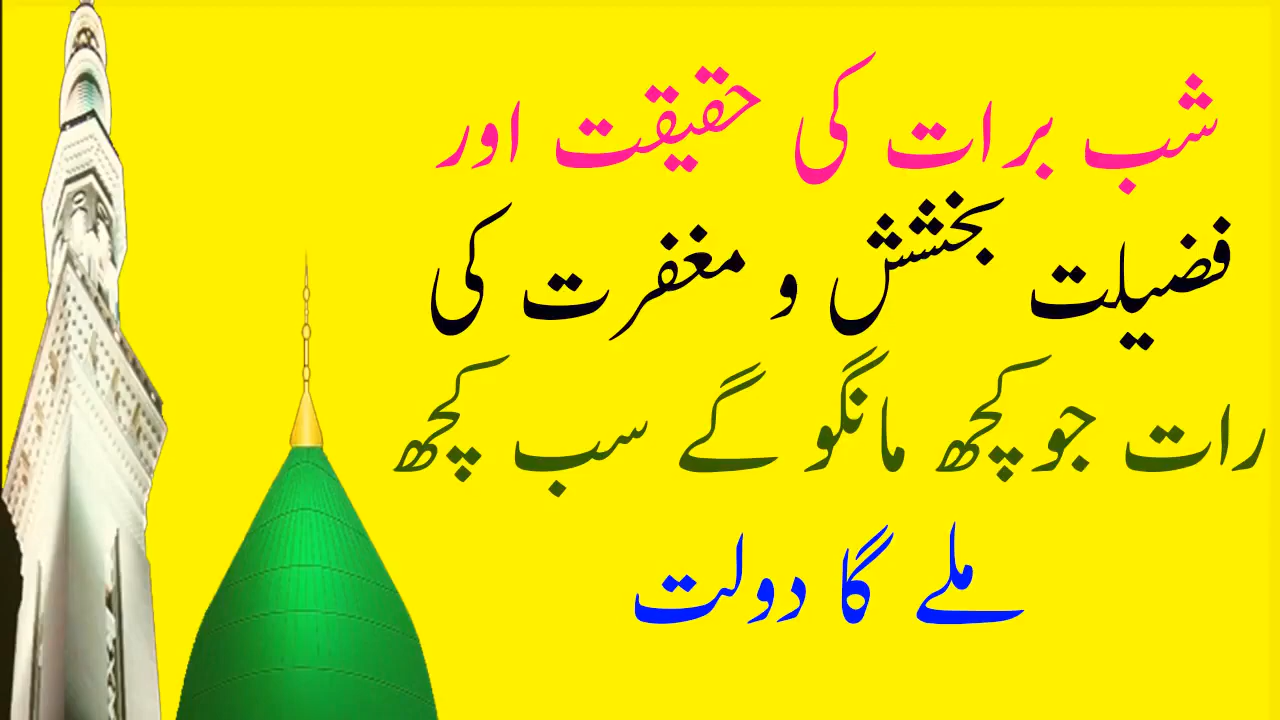 شب برات کی حقیقت اور
فضیلت بخشش و مغفرت کی
رات جو کچھ مانگو گے سب کچھ
ملے گا دولت